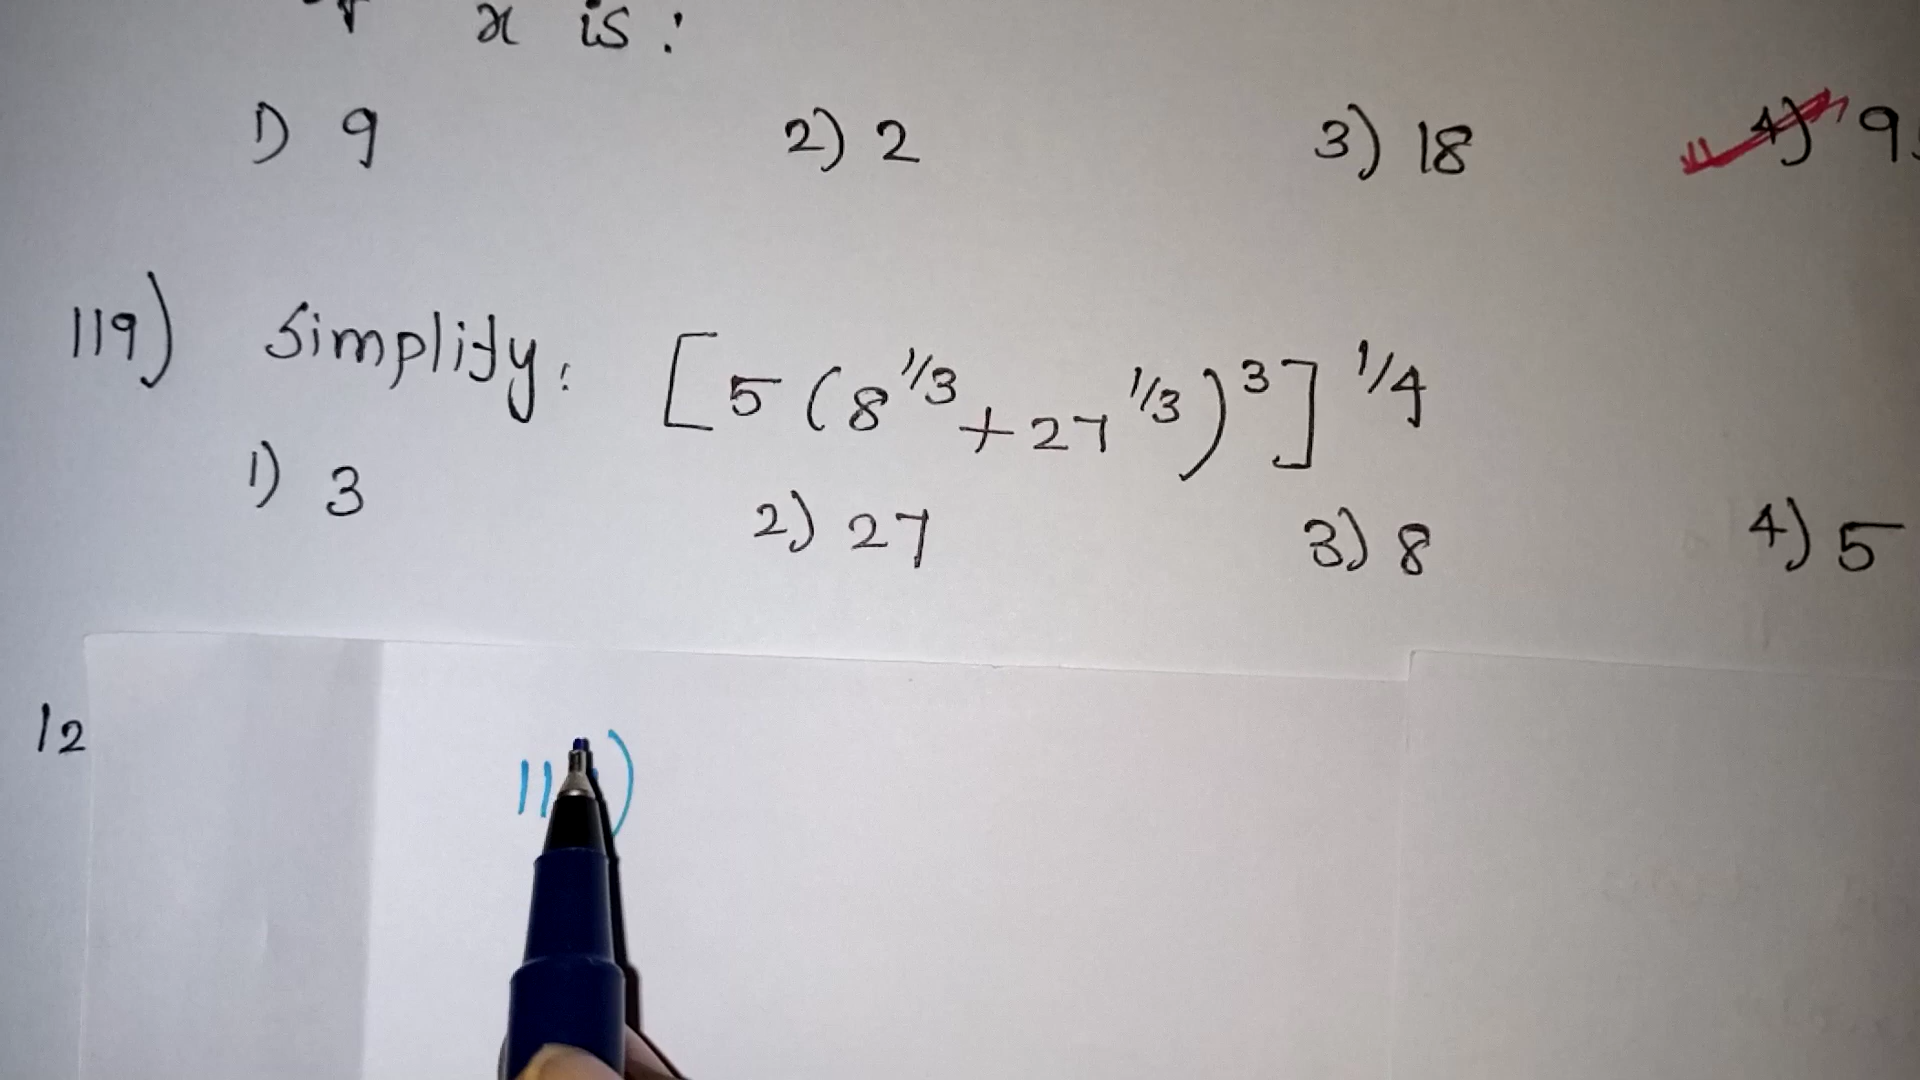 x is :
1) 9 2) 2 3) 18 4) 9
119) Simplify: [5 (8^1/3 + 27^1/3)^3]^1/4
1) 3 2) 27 3) 8 4) 5
12
11 )